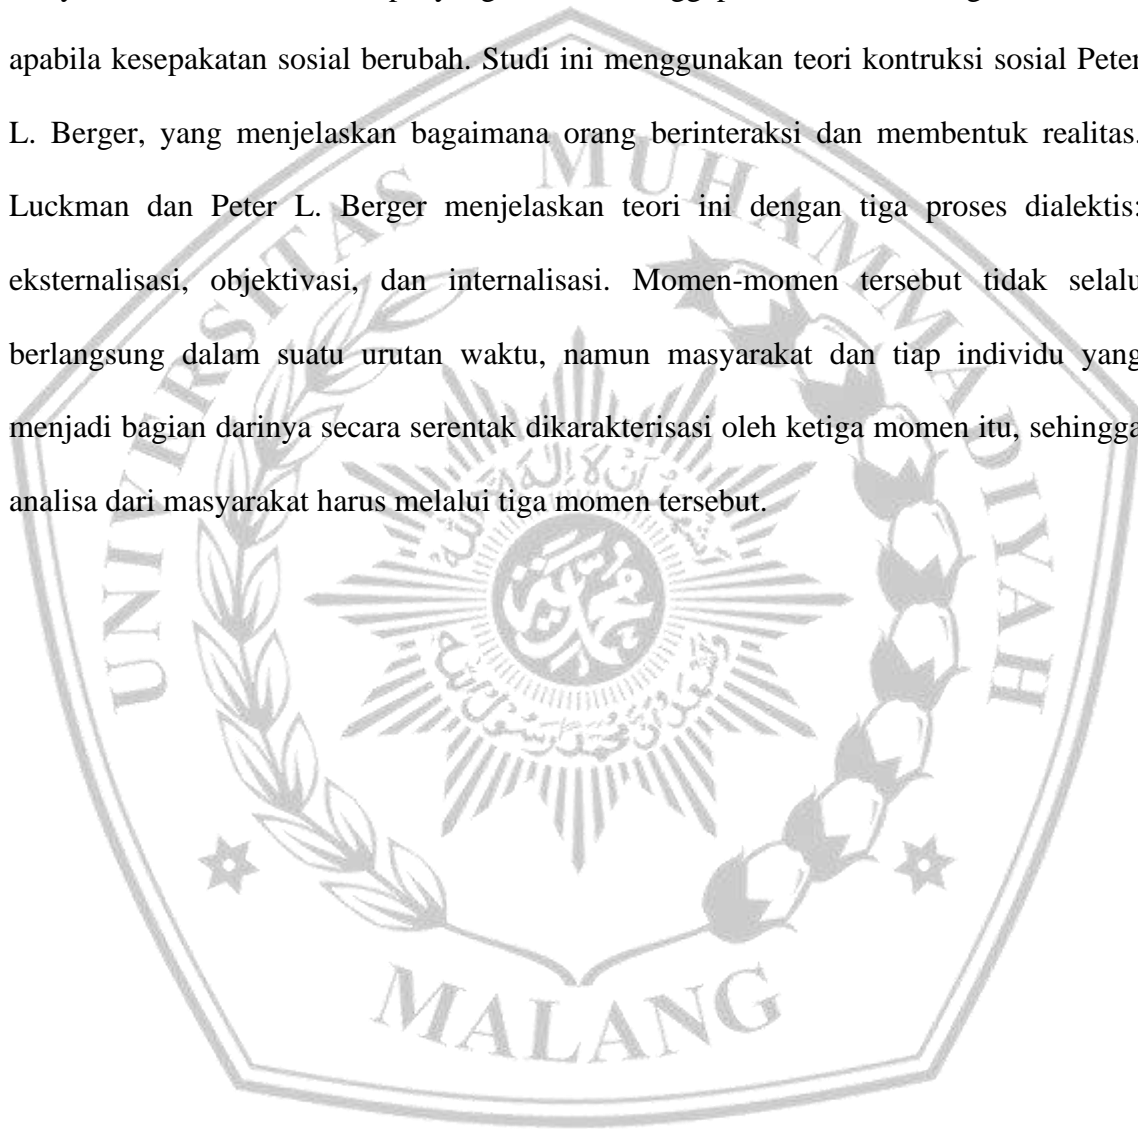 apabila kesepakatan sosial berubah. Studi ini menggunakan teori kontruksi sosial Peter
L. Berger, yang menjelaskan bagaimana orang berinteraksi dan membentuk realitas.
Luckman dan Peter L. Berger menjelaskan teori ini dengan tiga proses dialektis:
eksternalisasi, objektivasi, dan internalisasi. Momen-momen tersebut tidak selalu
berlangsung dalam suatu urutan waktu, namun masyarakat dan tiap individu yang
menjadi bagian darinya secara serentak dikarakterisasi oleh ketiga momen itu, sehingga
analisa dari masyarakat harus melalui tiga momen tersebut.
UNIVERSITAS MUHAMMADIYAH
MALANG